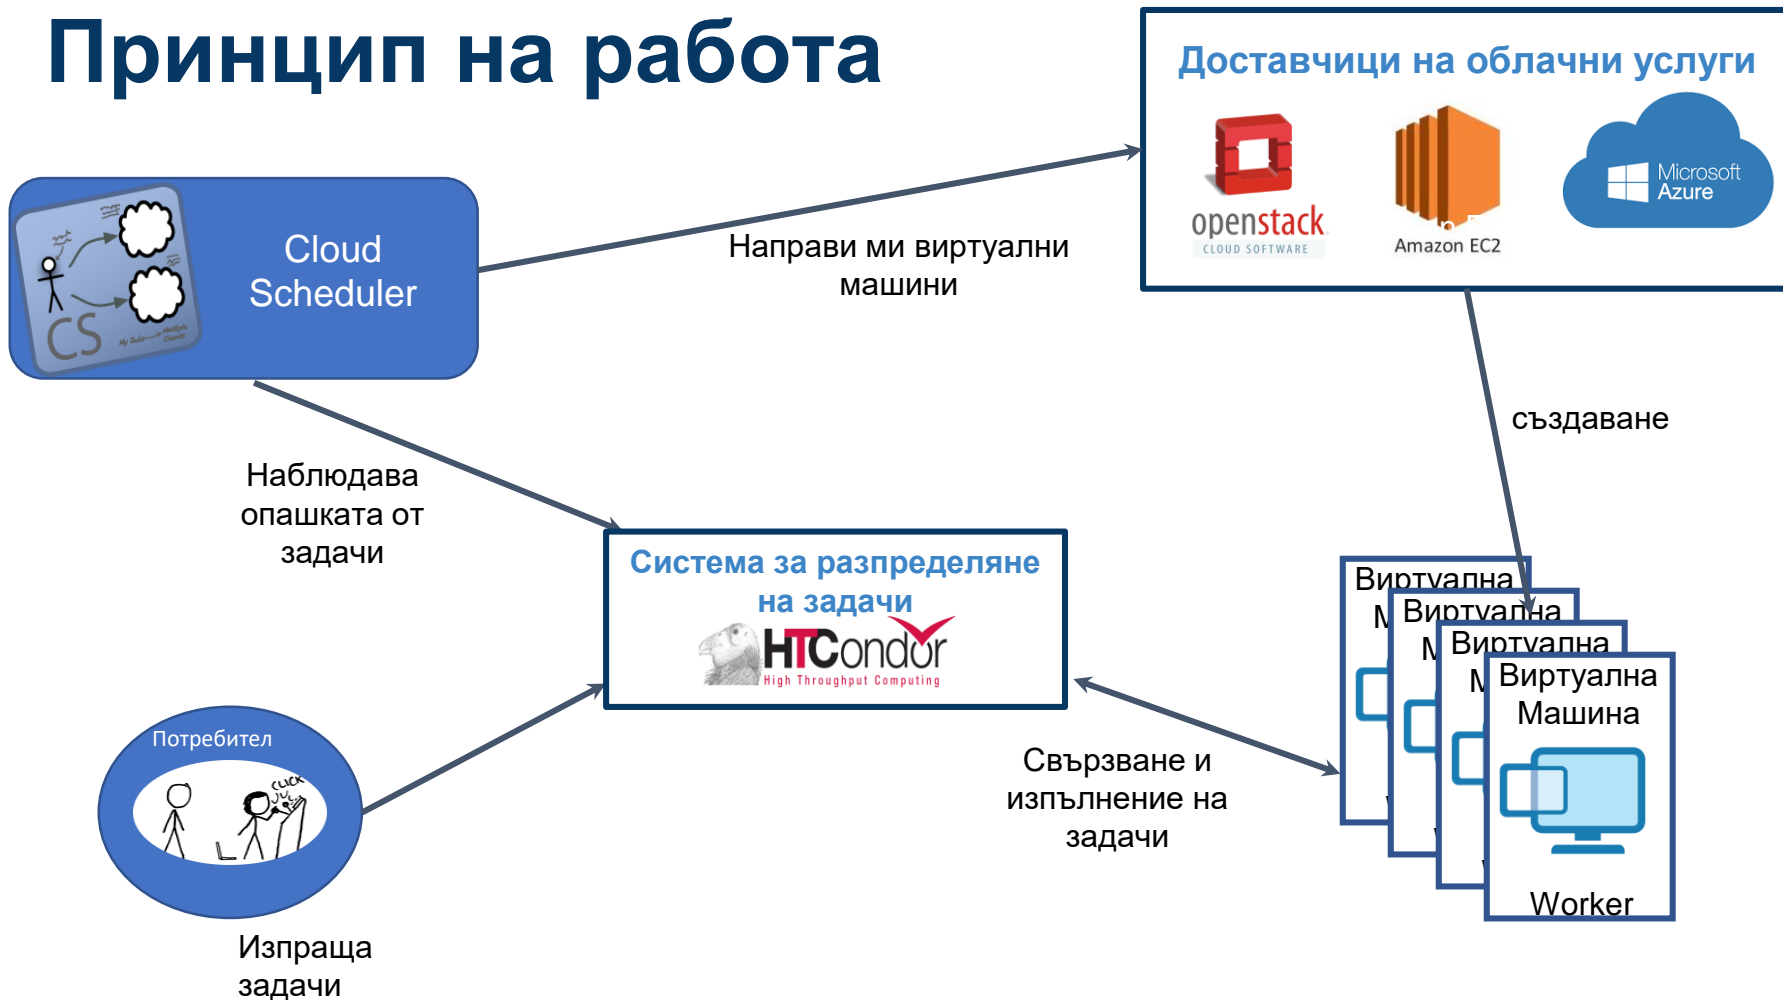 Принцип на работа
Доставчици на облачни услуги
openstack
CLOUD SOFTWARE
Amazon EC2
Microsoft
Azure
Cloud
Scheduler
CS
Направи ми виртуални
машини
създаване
Наблюдава
опашката от
задачи
Система за разпределяне
на задачи
HTCondor
High Throughput Computing
Виртуална
Виртуална
Виртуална
Виртуална
Машина
Worker
Потребител
CLICK
Свързване и
изпълнение на
задачи
Изпраща
задачи